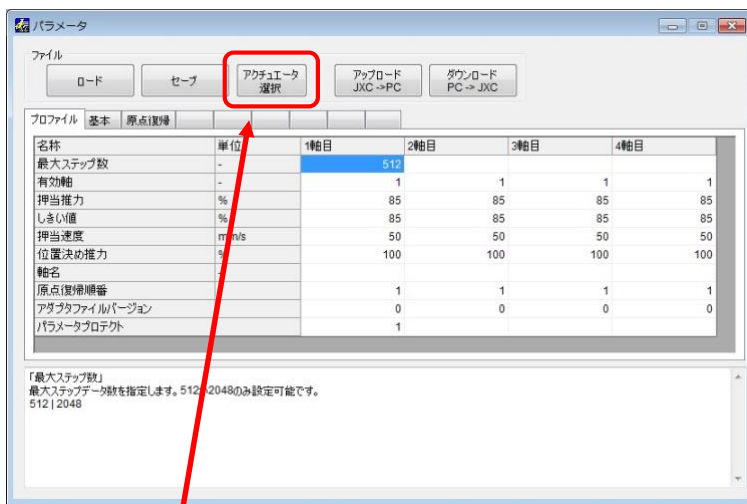 パラメータ
ファイル
ロード
セーブ
アクチュエータ
選択
アップロード
JXC ->PC
ダウンロード
PC -> JXC
プロファイル 基本 原点復帰
名称 単位 1軸目 2軸目 3軸目 4軸目
最大ステップ数 - 512
有効軸 - 1 1 1 1
押当推力 % 85 85 85 85
しきい値 % 85 85 85 85
押当速度 mm/s 50 50 50 50
位置決め推力 % 100 100 100 100
軸名 -
原点復帰順番 1 1 1 1
アダプタファイルバージョン 0 0 0 0
パラメータプロテクト 1
「最大ステップ数」
最大ステップデータ数を指定します。512 2048のみ設定可能です。
512 | 2048